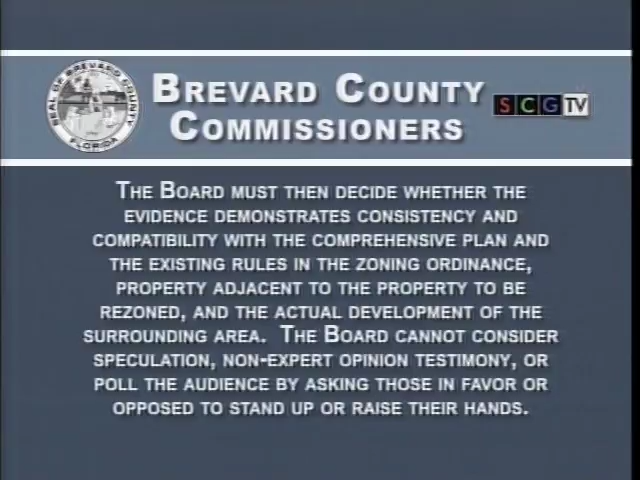 SEAL OF BREVARD COUNTY
FLORIDA
BREVARD COUNTY
COMMISSIONERS
SCGTV
THE BOARD MUST THEN DECIDE WHETHER THE
EVIDENCE DEMONSTRATES CONSISTENCY AND
COMPATIBILITY WITH THE COMPREHENSIVE PLAN AND
THE EXISTING RULES IN THE ZONING ORDINANCE,
PROPERTY ADJACENT TO THE PROPERTY TO BE
REZONED, AND THE ACTUAL DEVELOPMENT OF THE
SURROUNDING AREA. THE BOARD CANNOT CONSIDER
SPECULATION, NON-EXPERT OPINION TESTIMONY, OR
POLL THE AUDIENCE BY ASKING THOSE IN FAVOR OR
OPPOSED TO STAND UP OR RAISE THEIR HANDS.